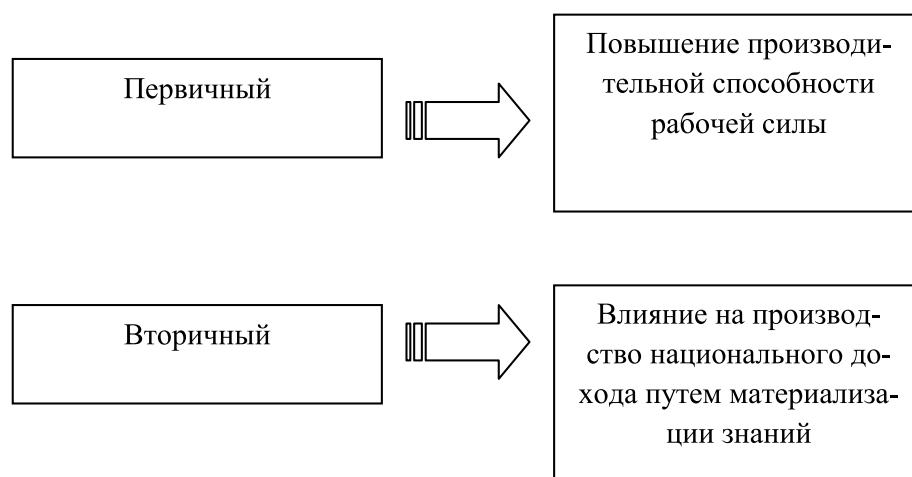 Первичный
Повышение производи-
тельной способности
рабочей силы
Вторичный
Влияние на производ-
ство национального до-
хода путем материализа-
ции знаний